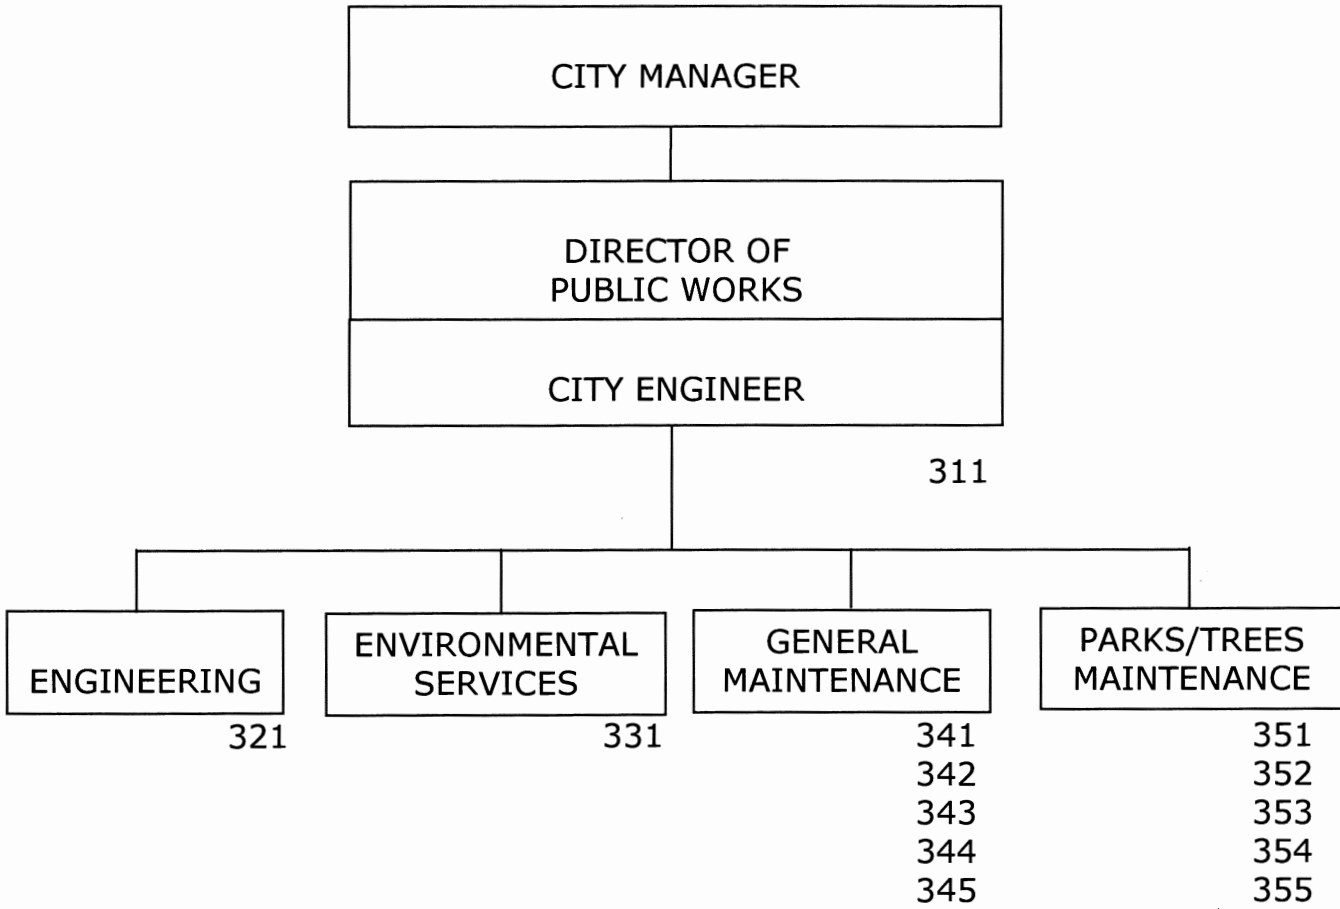 CITY MANAGER
DIRECTOR OF
PUBLIC WORKS
CITY ENGINEER
311
ENGINEERING
321
ENVIRONMENTAL
SERVICES
331
GENERAL
MAINTENANCE
341
342
343
344
345
PARKS/TREES
MAINTENANCE
351
352
353
354
355